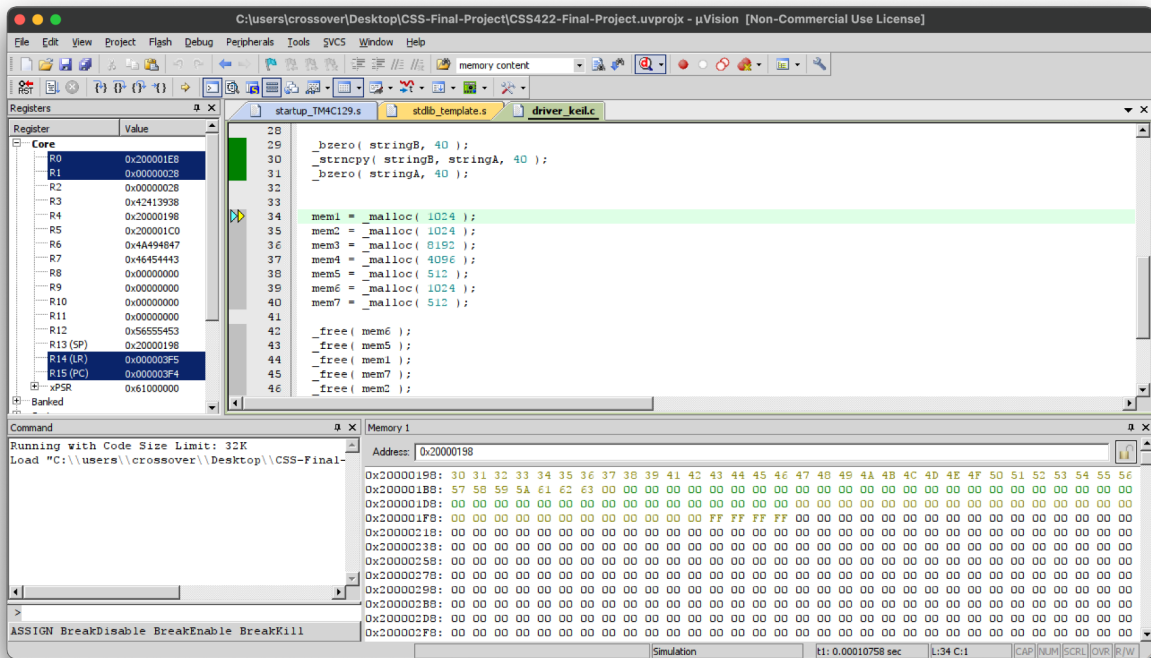 C:\users\crossover\Desktop\CSS-Final-Project\CSS422-Final-Project.uvprojx - µVision [Non-Commercial Use License]
File Edit View Project Flash Debug Peripherals Tools SVCS Window Help
memory content
RST
Registers
startup_TM4C129.s stdlib_template.s driver_keil.c
Register Value
Core
R0 0x200001E8
R1 0x00000028
R2 0x00000028
R3 0x42413938
R4 0x20000198
R5 0x200001C0
R6 0x4A494847
R7 0x46454443
R8 0x00000000
R9 0x00000000
R10 0x00000000
R11 0x00000000
R12 0x56555453
R13 (SP) 0x20000198
R14 (LR) 0x000003F5
R15 (PC) 0x000003F4
xPSR 0x61000000
Banked
28
29 _bzero( stringB, 40 );
30 _strncpy( stringB, stringA, 40 );
31 _bzero( stringA, 40 );
32
33
34 mem1 = _malloc( 1024 );
35 mem2 = _malloc( 1024 );
36 mem3 = _malloc( 8192 );
37 mem4 = _malloc( 4096 );
38 mem5 = _malloc( 512 );
39 mem6 = _malloc( 1024 );
40 mem7 = _malloc( 512 );
41
42 _free( mem6 );
43 _free( mem5 );
44 _free( mem1 );
45 _free( mem7 );
46 _free( mem2 );
Command
Running with Code Size Limit: 32K
Load "C:\\users\\crossover\\Desktop\\CSS-Final-
>
ASSIGN BreakDisable BreakEnable BreakKill
Memory 1
Address: 0x20000198
0x20000198: 30 31 32 33 34 35 36 37 38 39 41 42 43 44 45 46 47 48 49 4A 4B 4C 4D 4E 4F 50 51 52 53 54 55 56
0x200001B8: 57 58 59 5A 61 62 63 00 00 00 00 00 00 00 00 00 00 00 00 00 00 00 00 00 00 00 00 00 00 00 00 00
0x200001D8: 00 00 00 00 00 00 00 00 00 00 00 00 00 00 00 00 00 00 00 00 00 00 00 00 00 00 00 00 00 00 00 00
0x200001F8: 00 00 00 00 00 00 00 00 00 00 00 00 FF FF FF FF 00 00 00 00 00 00 00 00 00 00 00 00 00 00 00 00
0x20000218: 00 00 00 00 00 00 00 00 00 00 00 00 00 00 00 00 00 00 00 00 00 00 00 00 00 00 00 00 00 00 00 00
0x20000238: 00 00 00 00 00 00 00 00 00 00 00 00 00 00 00 00 00 00 00 00 00 00 00 00 00 00 00 00 00 00 00 00
0x20000258: 00 00 00 00 00 00 00 00 00 00 00 00 00 00 00 00 00 00 00 00 00 00 00 00 00 00 00 00 00 00 00 00
0x20000278: 00 00 00 00 00 00 00 00 00 00 00 00 00 00 00 00 00 00 00 00 00 00 00 00 00 00 00 00 00 00 00 00
0x20000298: 00 00 00 00 00 00 00 00 00 00 00 00 00 00 00 00 00 00 00 00 00 00 00 00 00 00 00 00 00 00 00 00
0x200002B8: 00 00 00 00 00 00 00 00 00 00 00 00 00 00 00 00 00 00 00 00 00 00 00 00 00 00 00 00 00 00 00 00
0x200002D8: 00 00 00 00 00 00 00 00 00 00 00 00 00 00 00 00 00 00 00 00 00 00 00 00 00 00 00 00 00 00 00 00
0x200002F8: 00 00 00 00 00 00 00 00 00 00 00 00 00 00 00 00 00 00 00 00 00 00 00 00 00 00 00 00 00 00 00 00
Simulation t1: 0.00010758 sec L:34 C:1 CAP NUM SCRL OVR R/W